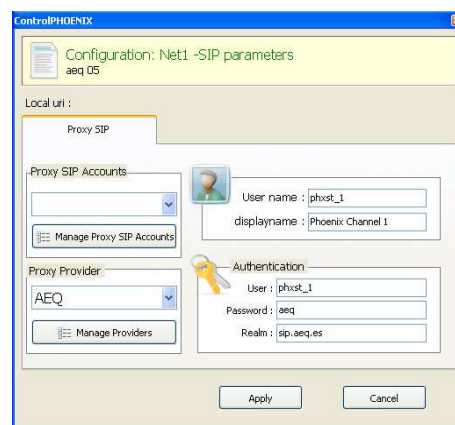 ControlPHOENIX
Configuration: Net1 -SIP parameters
aeq 05
Local uri :
Proxy SIP
Proxy SIP Accounts
Manage Proxy SIP Accounts
User name : phxst_1
displayname : Phoenix Channel 1
Proxy Provider
AEQ
Manage Providers
Authentication
User : phxst_1
Password : aeq
Realm : sip.aeq.es
Apply
Cancel